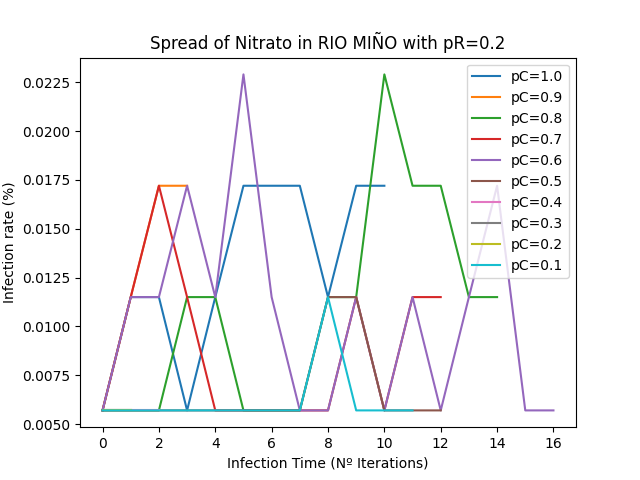 Spread of Nitrato in RIO MIÑO with pR=0.2
Infection rate (%)
0.0225
0.0200
0.0175
0.0150
0.0125
0.0100
0.0075
0.0050
pC=1.0
pC=0.9
pC=0.8
pC=0.7
pC=0.6
pC=0.5
pC=0.4
pC=0.3
pC=0.2
pC=0.1
0 2 4 6 8 10 12 14 16
Infection Time (Nº Iterations)